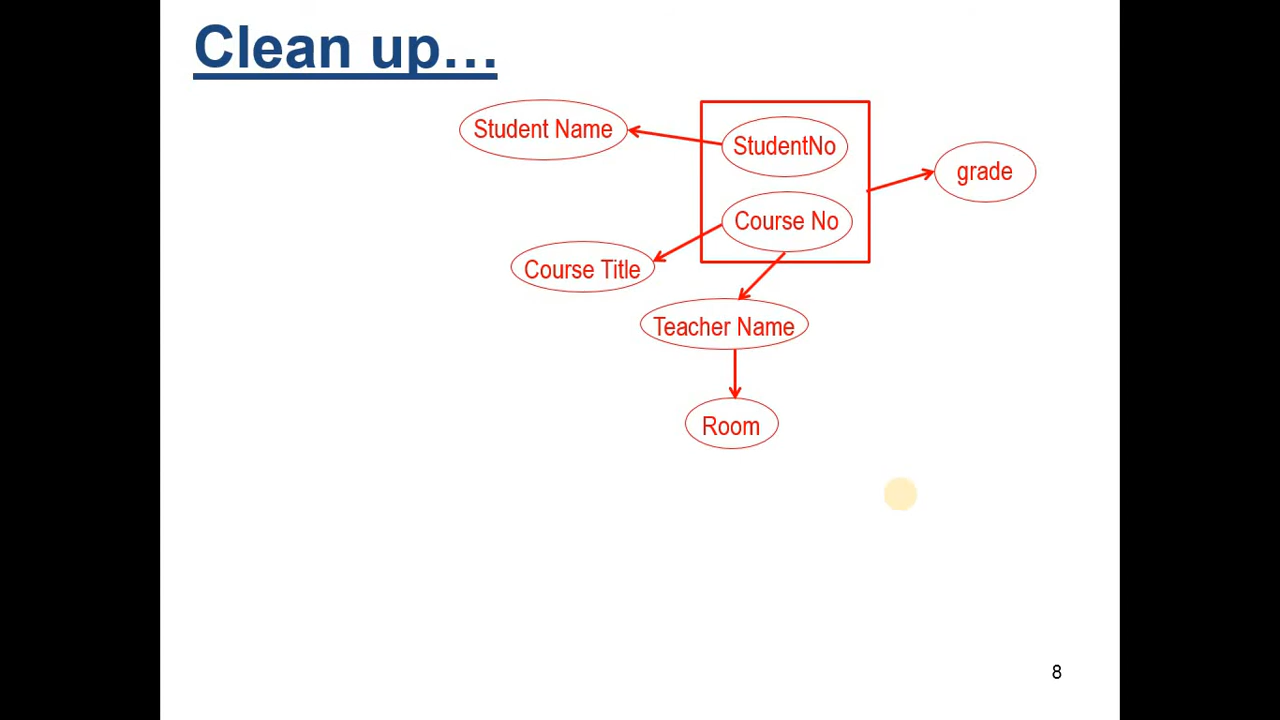 Clean up…
Student Name
StudentNo
grade
Course No
Course Title
Teacher Name
Room
8